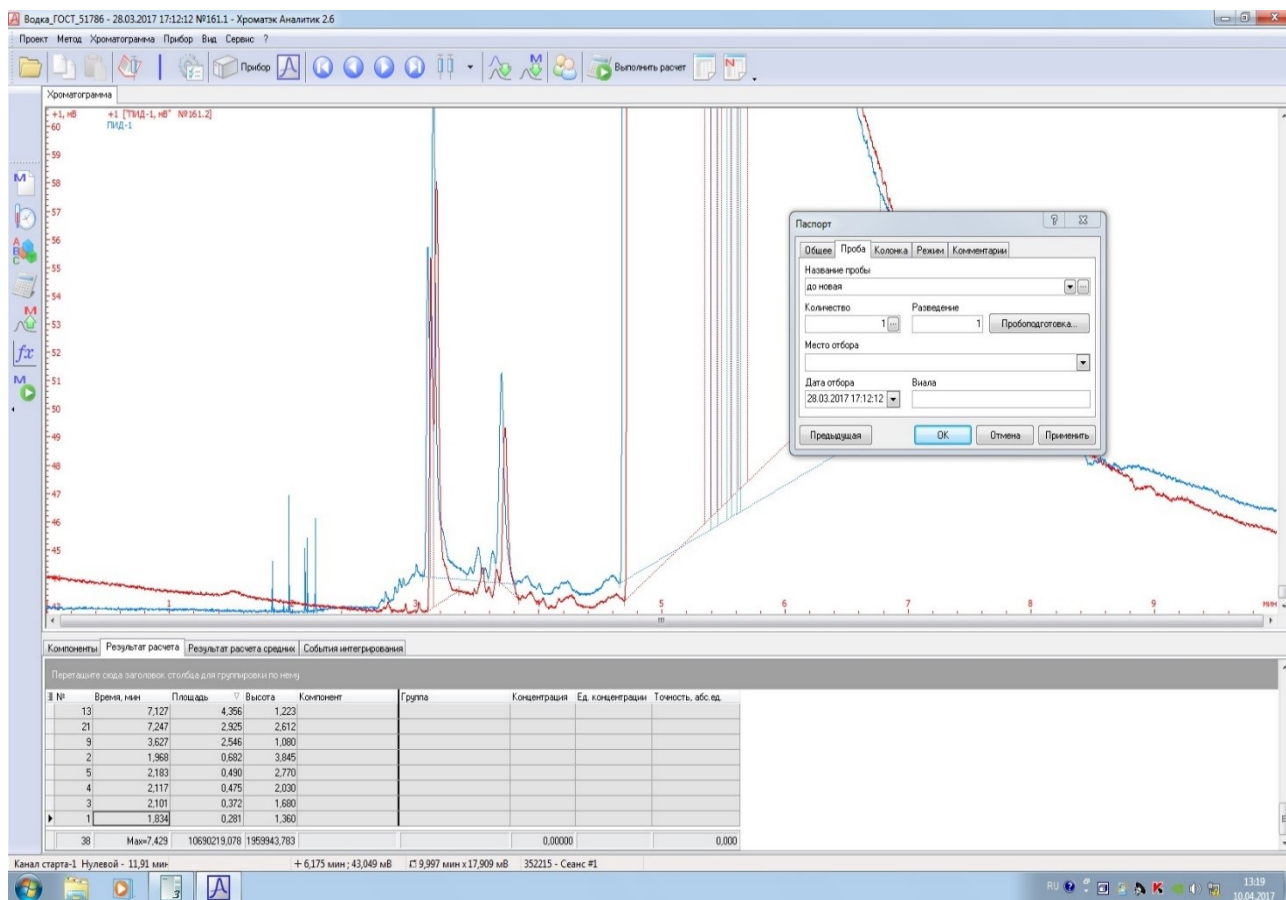 Водка_ГОСТ_51786 - 28.03.2017 17:12:12 №161.1 - Хроматэк Аналитик 2.6
Проект Метод Хроматограмма Прибор Вид Сервис ?
Прибор
Выполнить расчет
Хроматограмма
+1, мВ +1 ["ПИД-1, мВ" №161.2]
ПИД-1
60
59
58
57
56
55
54
53
52
51
50
49
48
47
46
45
1 5 6 7 8 9 мин
Паспорт
Общее Проба Колонка Режим Комментарии
Название пробы
до новая
Количество Разведение
1 1 Пробоподготовка...
Место отбора
Дата отбора Виала
28.03.2017 17:12:12
Предыдущая ОК Отмена Применить
Компоненты Результат расчета Результат расчета средних События интегрирования
Перетащите сюда заголовок столбца для группировки по нему
№ Время, мин Площадь Высота Компонент Группа Концентрация Ед. концентрации Точность, абс.ед.
13 7,127 4,356 1,223
21 7,247 2,925 2,612
9 3,627 2,546 1,080
2 1,968 0,682 3,845
5 2,183 0,490 2,770
4 2,117 0,475 2,030
3 2,101 0,372 1,680
1 1,834 0,281 1,360
38 Max=7,429 10690219,078 1959943,783 0,00000 0,000
Канал старта-1 Нулевой - 11,91 мин + 6,175 мин ; 43,049 мВ 9,997 мин x 17,909 мВ 352215 - Сеанс #1
RU 13:19
10.04.2017